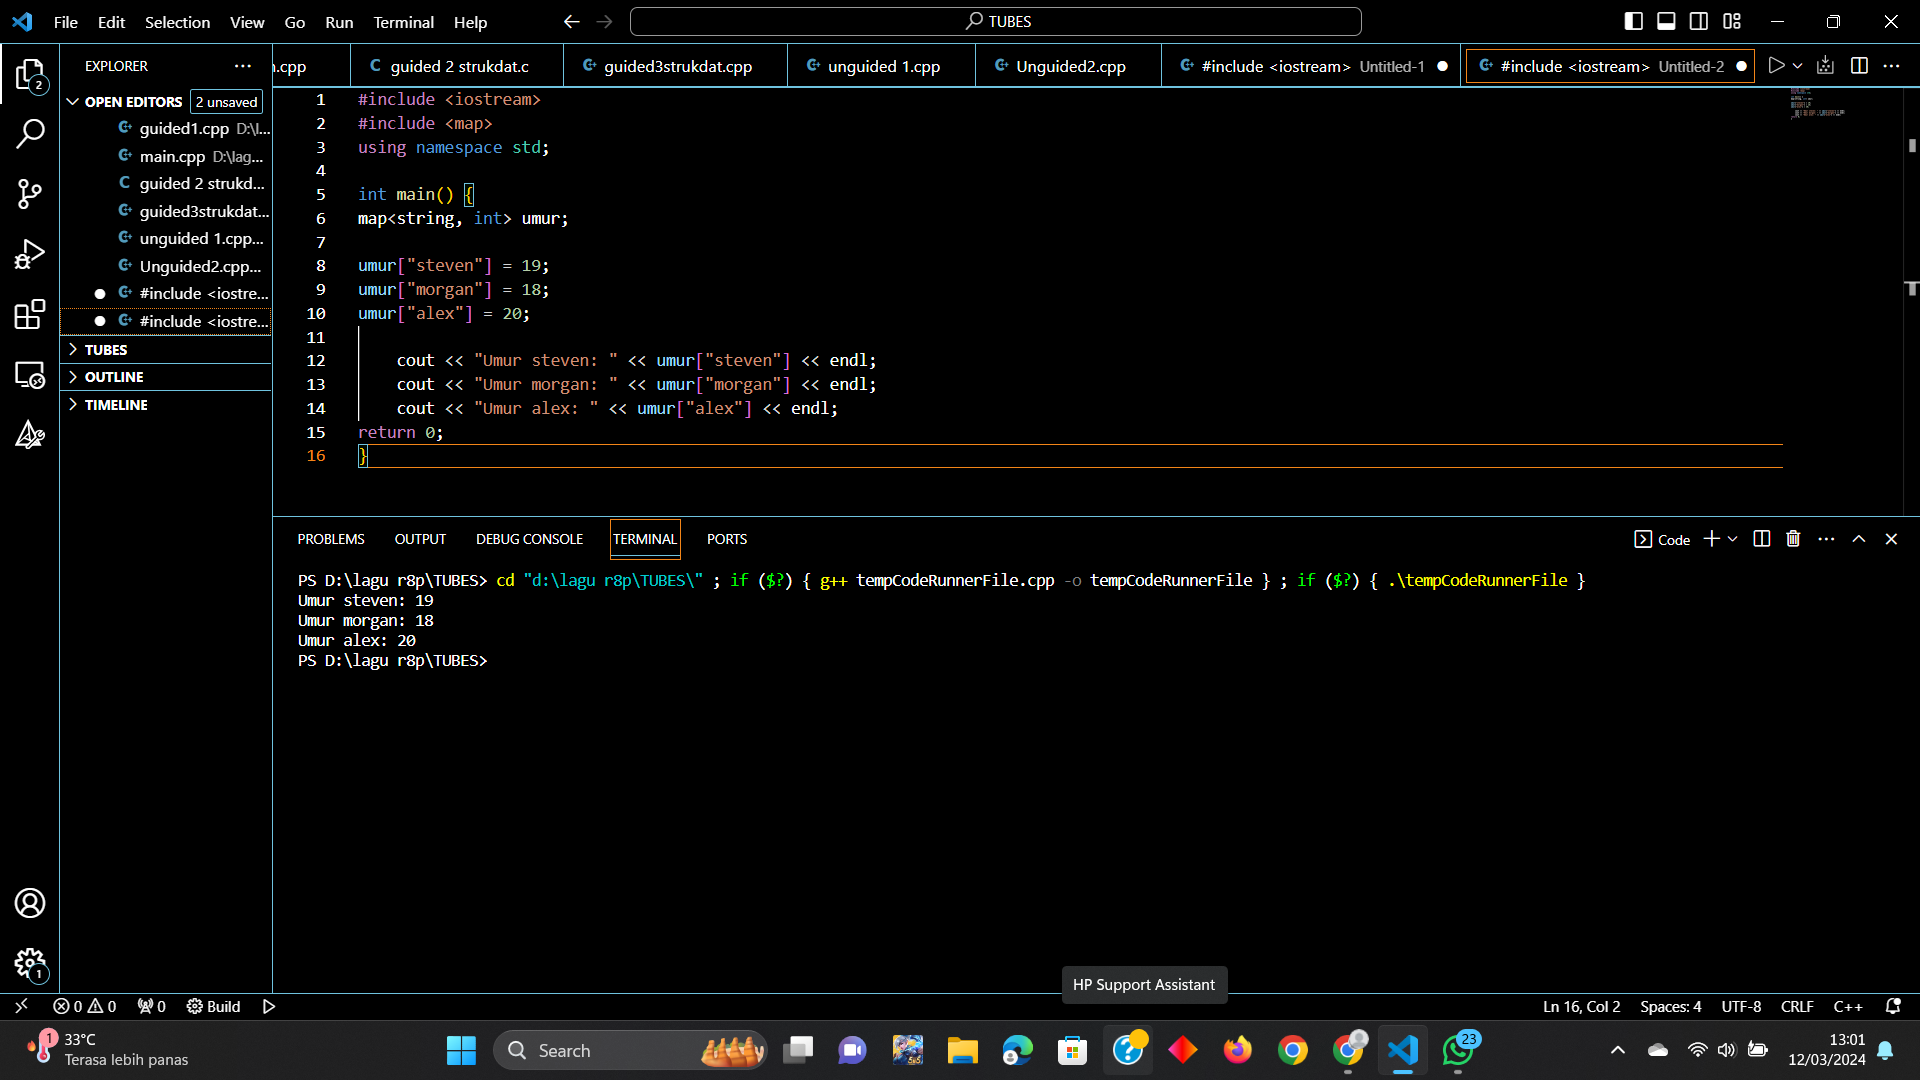 File Edit Selection View Go Run Terminal Help
TUBES
EXPLORER
OPEN EDITORS 2 unsaved
guided1.cpp D:\l...
main.cpp D:\lag...
guided 2 strukd...
guided3strukdat...
unguided 1.cpp...
Unguided2.cpp...
#include <iostre...
#include <iostre...
TUBES
OUTLINE
TIMELINE
2
1
.cpp
guided 2 strukdat.c
guided3strukdat.cpp
unguided 1.cpp
Unguided2.cpp
#include <iostream> Untitled-1
#include <iostream> Untitled-2
1 #include <iostream>
2 #include <map>
3 using namespace std;
4
5 int main() {
6 map<string, int> umur;
7
8 umur["steven"] = 19;
9 umur["morgan"] = 18;
10 umur["alex"] = 20;
11
12 cout << "Umur steven: " << umur["steven"] << endl;
13 cout << "Umur morgan: " << umur["morgan"] << endl;
14 cout << "Umur alex: " << umur["alex"] << endl;
15 return 0;
16 }
PROBLEMS OUTPUT DEBUG CONSOLE TERMINAL PORTS
Code
PS D:\lagu r8p\TUBES> cd "d:\lagu r8p\TUBES\" ; if ($?) { g++ tempCodeRunnerFile.cpp -o tempCodeRunnerFile } ; if ($?) { .\tempCodeRunnerFile }
Umur steven: 19
Umur morgan: 18
Umur alex: 20
PS D:\lagu r8p\TUBES>
HP Support Assistant
0 0 0 Build
Ln 16, Col 2 Spaces: 4 UTF-8 CRLF C++
1
33°C
Terasa lebih panas
Search
23
13:01
12/03/2024